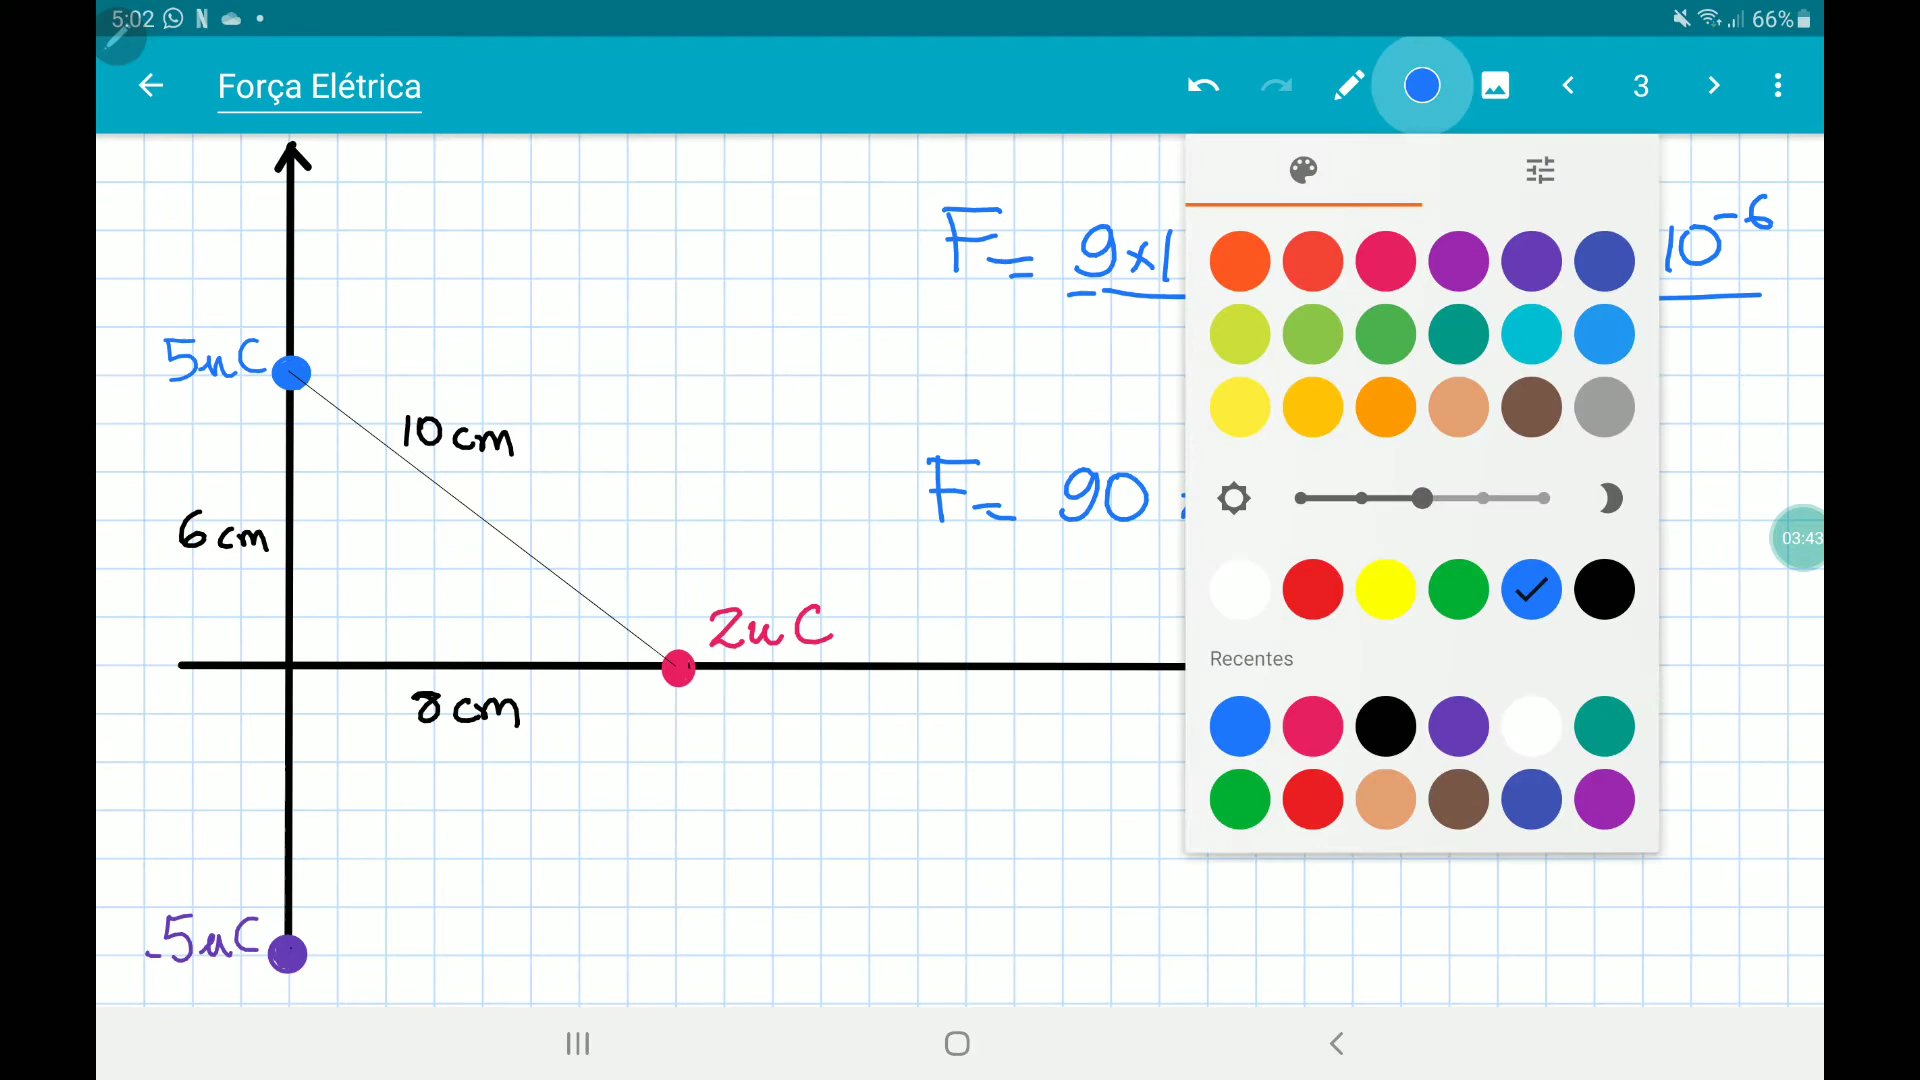 5:02 66%
Força Elétrica 3
F= 9x1 10⁻⁶
5uC
10 cm
F= 90
6 cm
03:43
2uC
Recentes
8 cm
-5uC